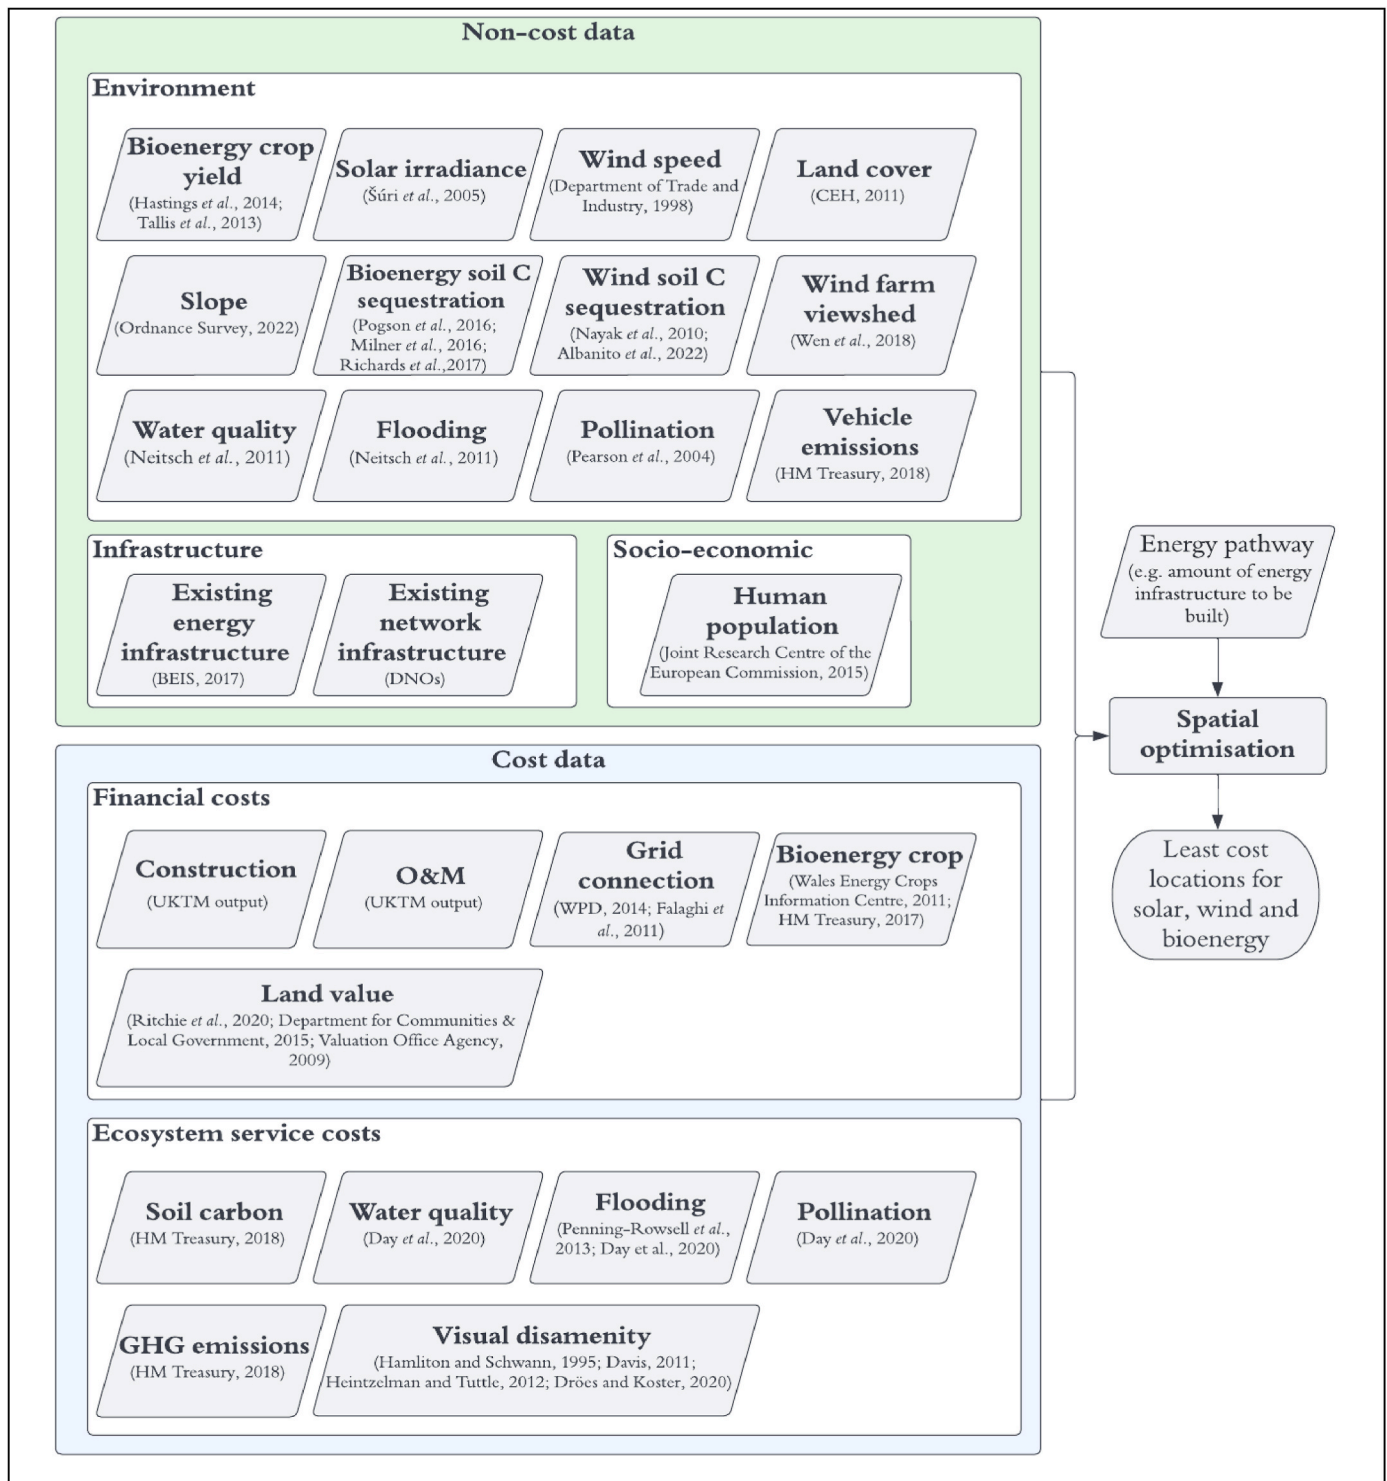 Non-cost data
Environment
Bioenergy crop
yield
(Hastings et al., 2014;
Tallis et al., 2013)
Solar irradiance
(Šúri et al., 2005)
Wind speed
(Department of Trade and
Industry, 1998)
Land cover
(CEH, 2011)
Slope
(Ordnance Survey, 2022)
Bioenergy soil C
sequestration
(Pogson et al., 2016;
Milner et al., 2016;
Richards et al.,2017)
Wind soil C
sequestration
(Nayak et al., 2010;
Albanito et al., 2022)
Wind farm
viewshed
(Wen et al., 2018)
Water quality
(Neitsch et al., 2011)
Flooding
(Neitsch et al., 2011)
Pollination
(Pearson et al., 2004)
Vehicle
emissions
(HM Treasury, 2018)
Infrastructure
Existing
energy
infrastructure
(BEIS, 2017)
Existing
network
infrastructure
(DNOs)
Socio-economic
Human
population
(Joint Research Centre of the
European Commission, 2015)
Cost data
Financial costs
Construction
(UKTM output)
O&M
(UKTM output)
Grid
connection
(WPD, 2014; Falaghi et
al., 2011)
Bioenergy crop
(Wales Energy Crops
Information Centre, 2011;
HM Treasury, 2017)
Land value
(Ritchie et al., 2020; Department for Communities &
Local Government, 2015; Valuation Office Agency,
2009)
Ecosystem service costs
Soil carbon
(HM Treasury, 2018)
Water quality
(Day et al., 2020)
Flooding
(Penning-Rowsell et al.,
2013; Day et al., 2020)
Pollination
(Day et al., 2020)
GHG emissions
(HM Treasury, 2018)
Visual disamenity
(Hamliton and Schwann, 1995; Davis, 2011;
Heintzelman and Tuttle, 2012; Dröes and Koster, 2020)
Energy pathway
(e.g. amount of energy
infrastructure to be
built)
Spatial
optimisation
Least cost
locations for
solar, wind and
bioenergy